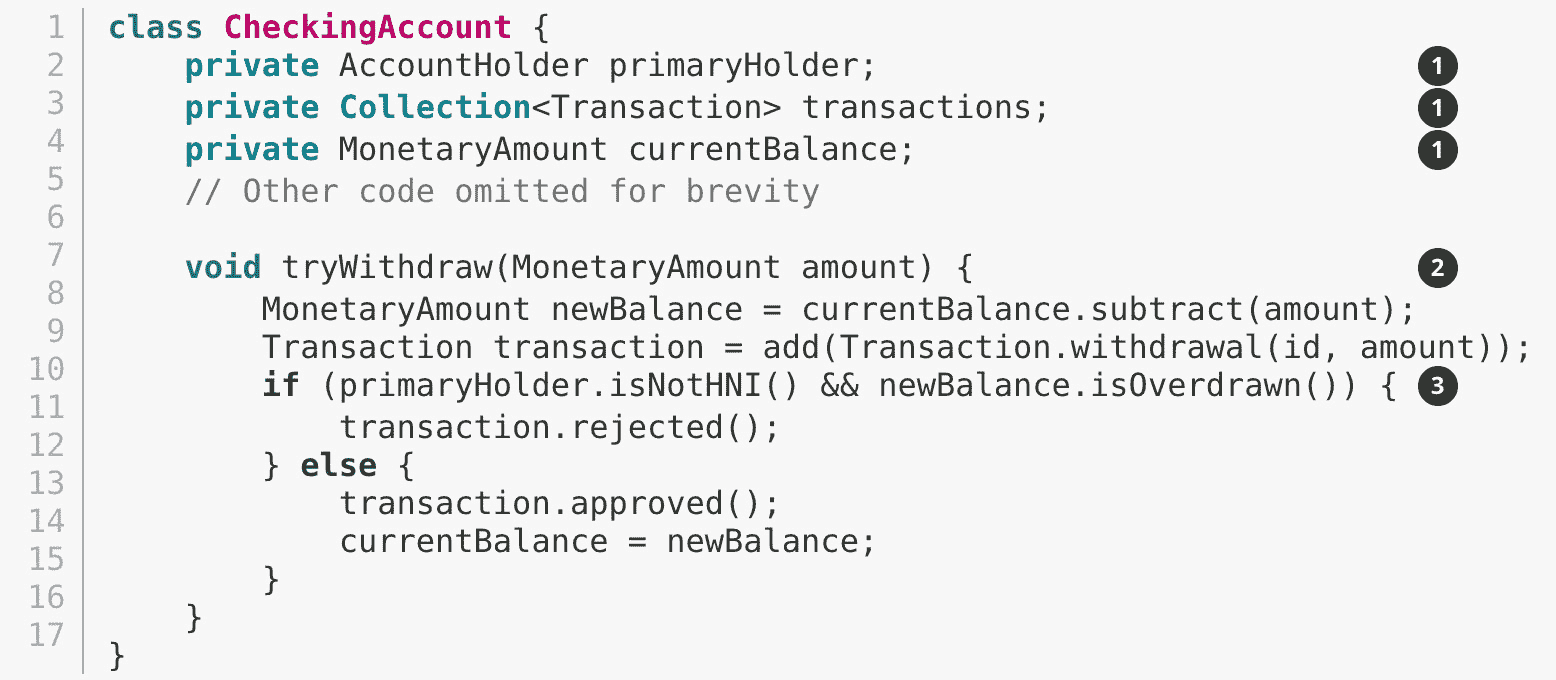 1 class CheckingAccount {
2 private AccountHolder primaryHolder; 1
3 private Collection<Transaction> transactions; 1
4 private MonetaryAmount currentBalance; 1
5 // Other code omitted for brevity
6
7 void tryWithdraw(MonetaryAmount amount) { 2
8 MonetaryAmount newBalance = currentBalance.subtract(amount);
9 Transaction transaction = add(Transaction.withdrawal(id, amount));
10 if (primaryHolder.isNotHNI() && newBalance.isOverdrawn()) { 3
11 transaction.rejected();
12 } else {
13 transaction.approved();
14 currentBalance = newBalance;
15 }
16 }
17 }